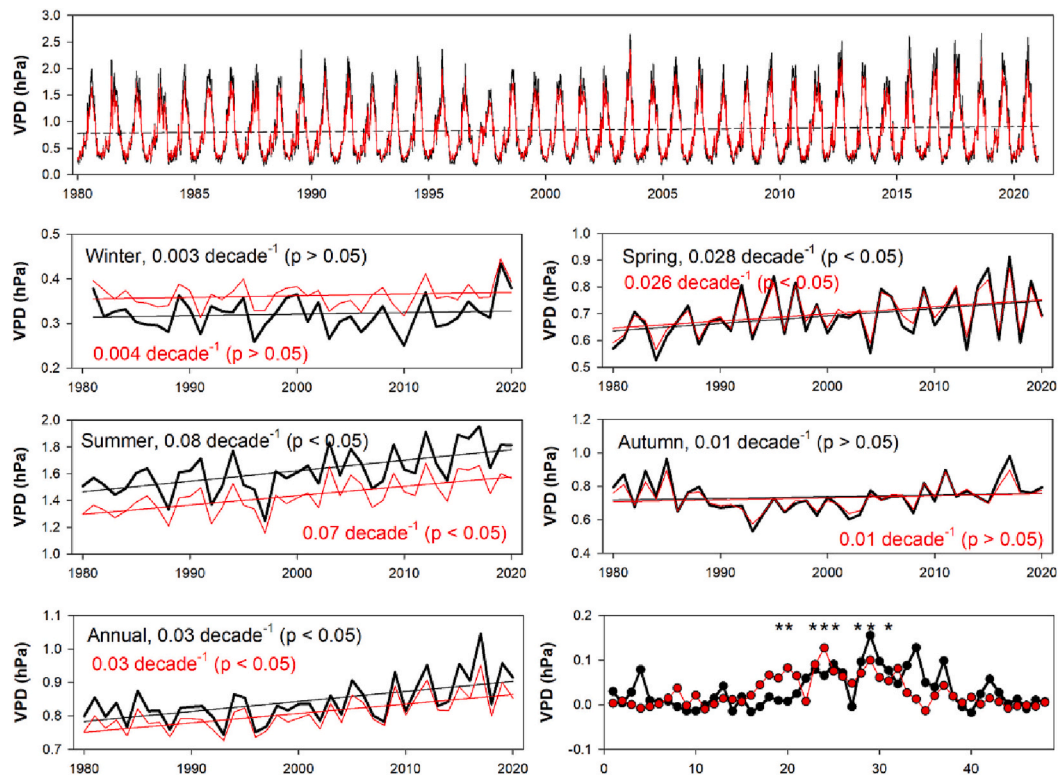 VPD (hPa)
3.0
2.5
2.0
1.5
1.0
0.5
0.0
1980 1985 1990 1995 2000 2005 2010 2015 2020
VPD (hPa)
0.5
0.4
0.3
0.2
Winter, 0.003 decade⁻¹ (p > 0.05)
0.004 decade⁻¹ (p > 0.05)
1980 1990 2000 2010 2020
VPD (hPa)
1.0
0.9
0.8
0.7
0.6
0.5
Spring, 0.028 decade⁻¹ (p < 0.05)
0.026 decade⁻¹ (p < 0.05)
1980 1990 2000 2010 2020
VPD (hPa)
2.0
1.8
1.6
1.4
1.2
1.0
Summer, 0.08 decade⁻¹ (p < 0.05)
0.07 decade⁻¹ (p < 0.05)
1980 1990 2000 2010 2020
VPD (hPa)
1.2
1.0
0.8
0.6
0.4
Autumn, 0.01 decade⁻¹ (p > 0.05)
0.01 decade⁻¹ (p > 0.05)
1980 1990 2000 2010 2020
VPD (hPa)
1.1
1.0
0.9
0.8
0.7
Annual, 0.03 decade⁻¹ (p < 0.05)
0.03 decade⁻¹ (p < 0.05)
1980 1990 2000 2010 2020
0.2
0.1
0.0
-0.1
** *** ** *
0 10 20 30 40